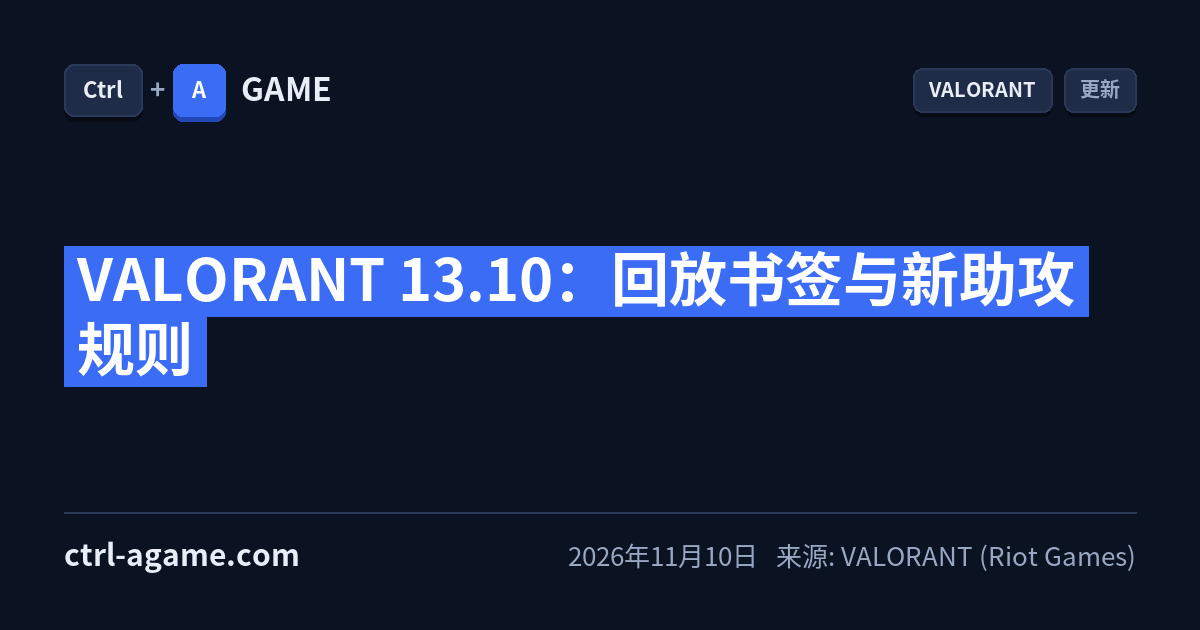 Ctrl + A GAME
VALORANT 更新
VALORANT 13.10：回放书签与新助攻
规则
ctrl-agame.com
2026年11月10日 来源: VALORANT (Riot Games)